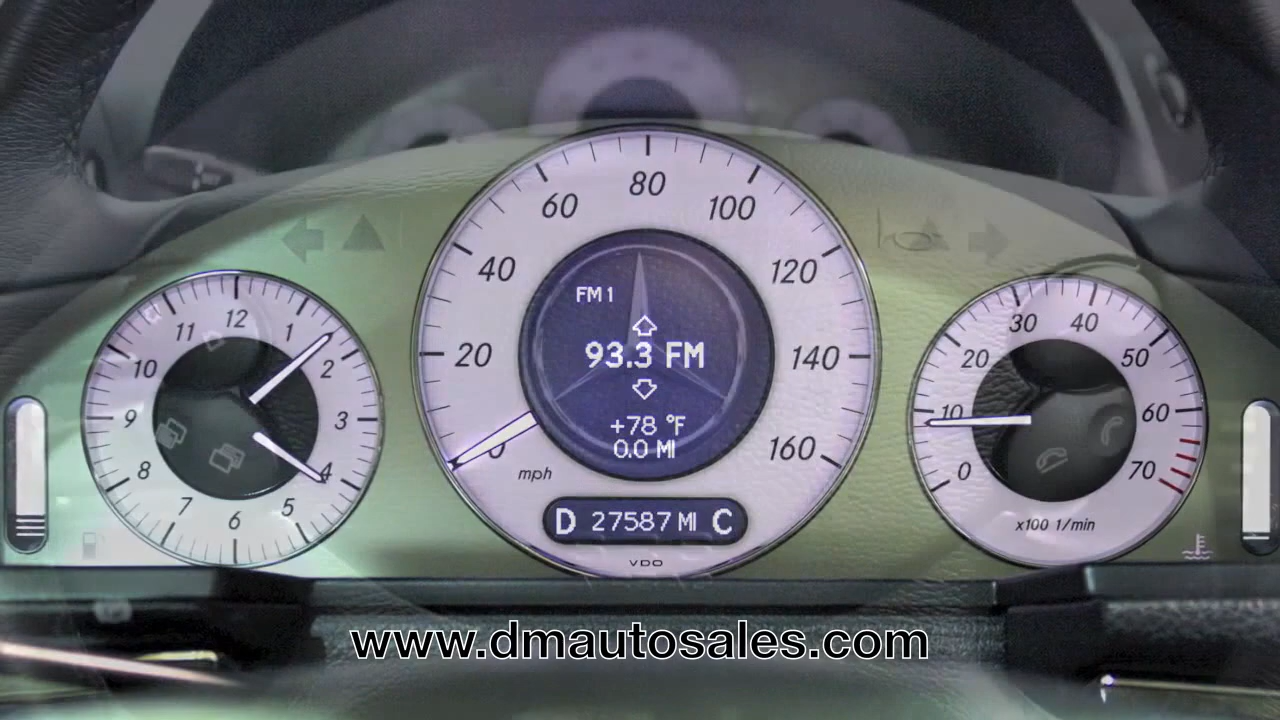 60 80 100
40 120
20 140
160
0
mph
FM 1
93.3 FM
+78 °F
0.0 MI
D 27587 MI C
VDO
12
11 1
10 2
9 3
8 4
7 5
6
30 40
20 50
10 60
0 70
x100 1/min
www.dmautosales.com